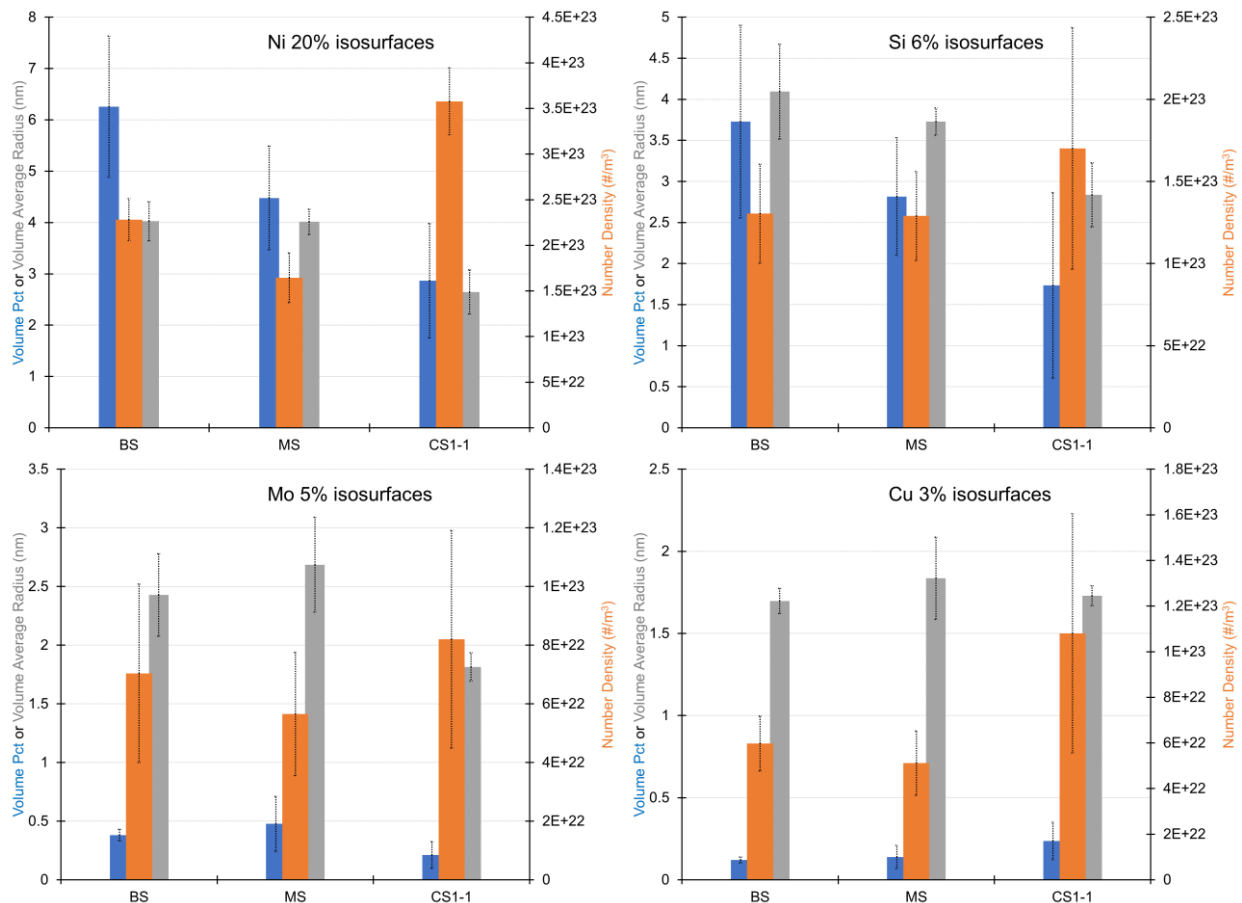 Ni 20% isosurfaces
Volume Pct or Volume Average Radius (nm)
8
7
6
5
4
3
2
1
0
4.5E+23
4E+23
3.5E+23
3E+23
2.5E+23
2E+23
1.5E+23
1E+23
5E+22
0
Number Density (#/m³)
BS MS CS1-1
Si 6% isosurfaces
Volume Pct or Volume Average Radius (nm)
5
4.5
4
3.5
3
2.5
2
1.5
1
0.5
0
2.5E+23
2E+23
1.5E+23
1E+23
5E+22
0
Number Density (#/m³)
BS MS CS1-1
Mo 5% isosurfaces
Volume Pct or Volume Average Radius (nm)
3.5
3
2.5
2
1.5
1
0.5
0
1.4E+23
1.2E+23
1E+23
8E+22
6E+22
4E+22
2E+22
0
Number Density (#/m³)
BS MS CS1-1
Cu 3% isosurfaces
Volume Pct or Volume Average Radius (nm)
2.5
2
1.5
1
0.5
0
1.8E+23
1.6E+23
1.4E+23
1.2E+23
1E+23
8E+22
6E+22
4E+22
2E+22
0
Number Density (#/m³)
BS MS CS1-1